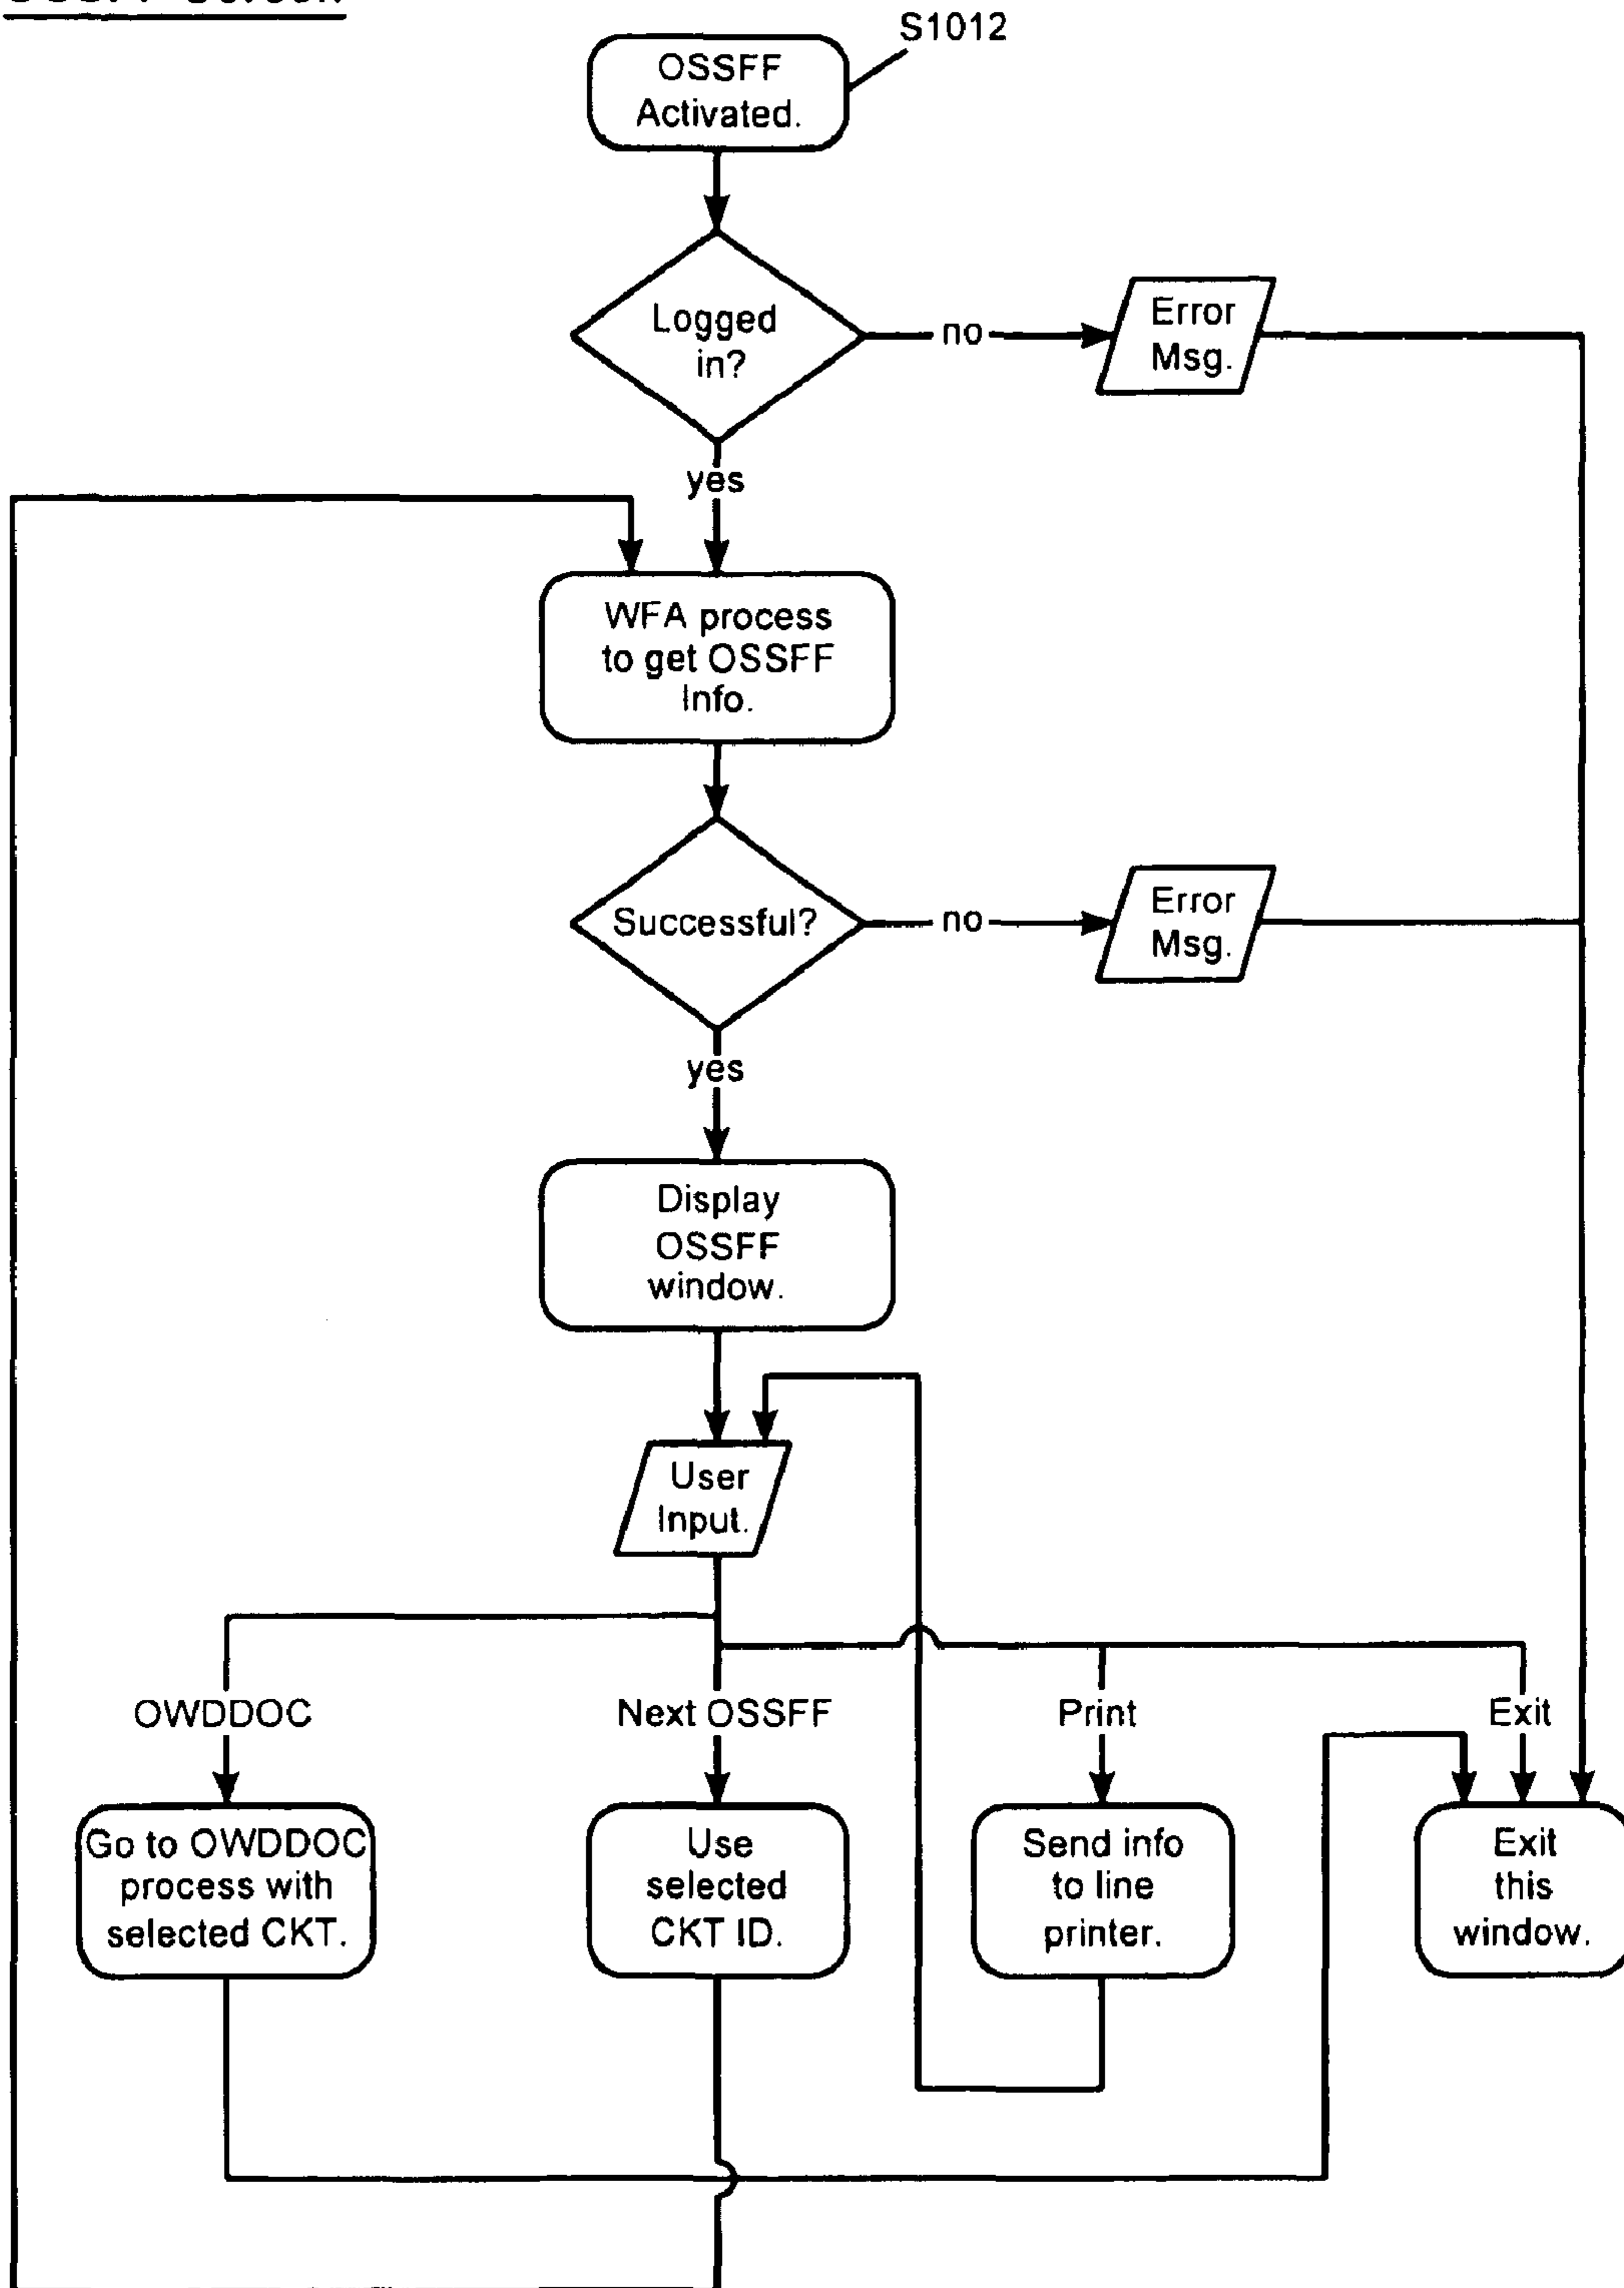 Screen
S1012
OSSFF
Activated.
Logged
in?
no
Error
Msg.
yes
WFA process
to get OSSFF
Info.
Successful?
no
Error
Msg.
yes
Display
OSSFF
window.
User
Input.
OWDDOC
Next OSSFF
Print
Exit
Go to OWDDOC
process with
selected CKT.
Use
selected
CKT ID.
Send info
to line
printer.
Exit
this
window.